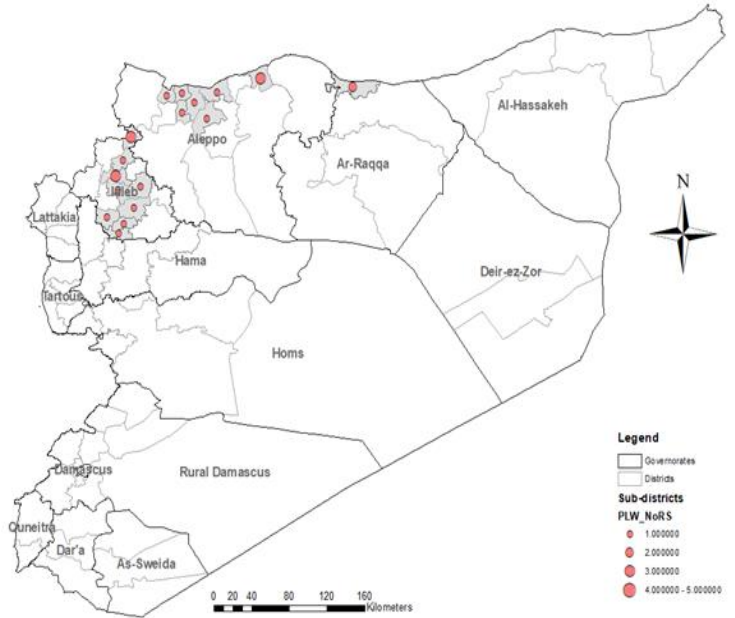 Al-Hassakeh
Aleppo
Ar-Raqqa
Idleb
Lattakia
N
Hama
Deir-ez-Zor
Tartous
Homs
Legend
Governorates
Districts
Damascus
Rural Damascus
Sub-districts
PLW_NoRS
Quneitra
1.000000
2.000000
Dar'a
As-Sweida
3.000000
4.000000 - 5.000000
0 20 40 80 120 160
Kilometers